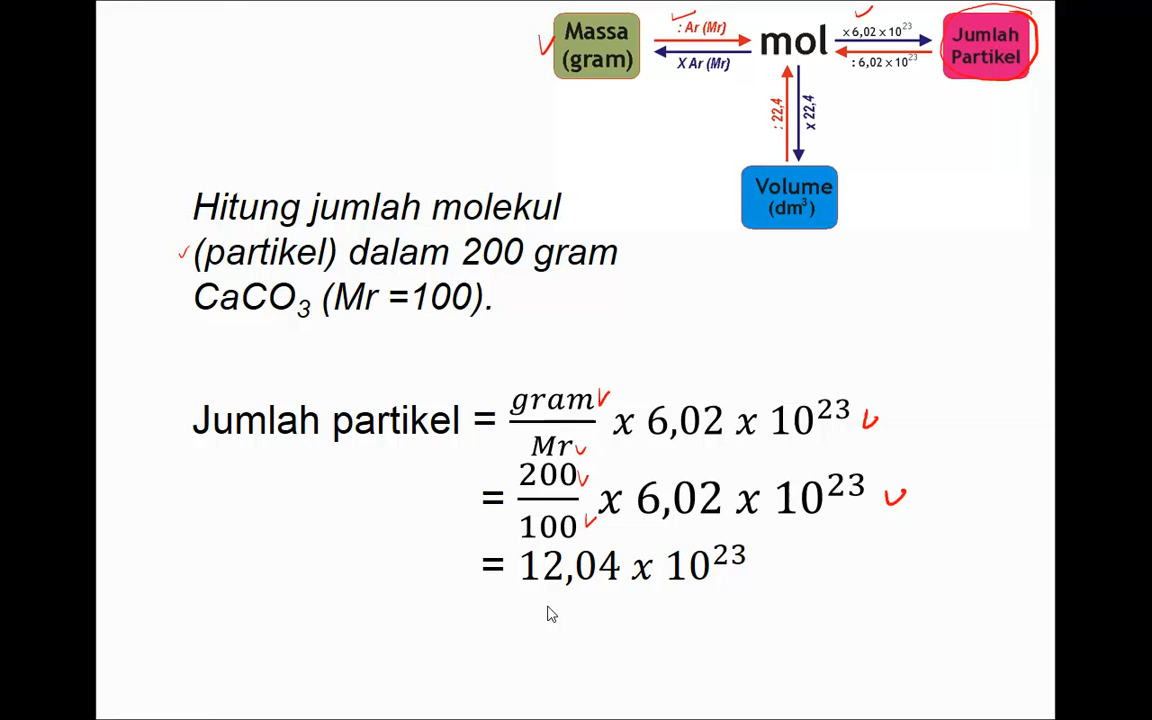 Massa
(gram)
: Ar (Mr)
X Ar (Mr)
mol
x 6,02 x 10²³
: 6,02 x 10²³
Jumlah
Partikel
: 22,4
x 22,4
Volume
(dm³)
Hitung jumlah molekul
(partikel) dalam 200 gram
CaCO₃ (Mr =100).
Jumlah partikel = gram/Mr x 6,02 x 10²³
= 200/100 x 6,02 x 10²³
= 12,04 x 10²³